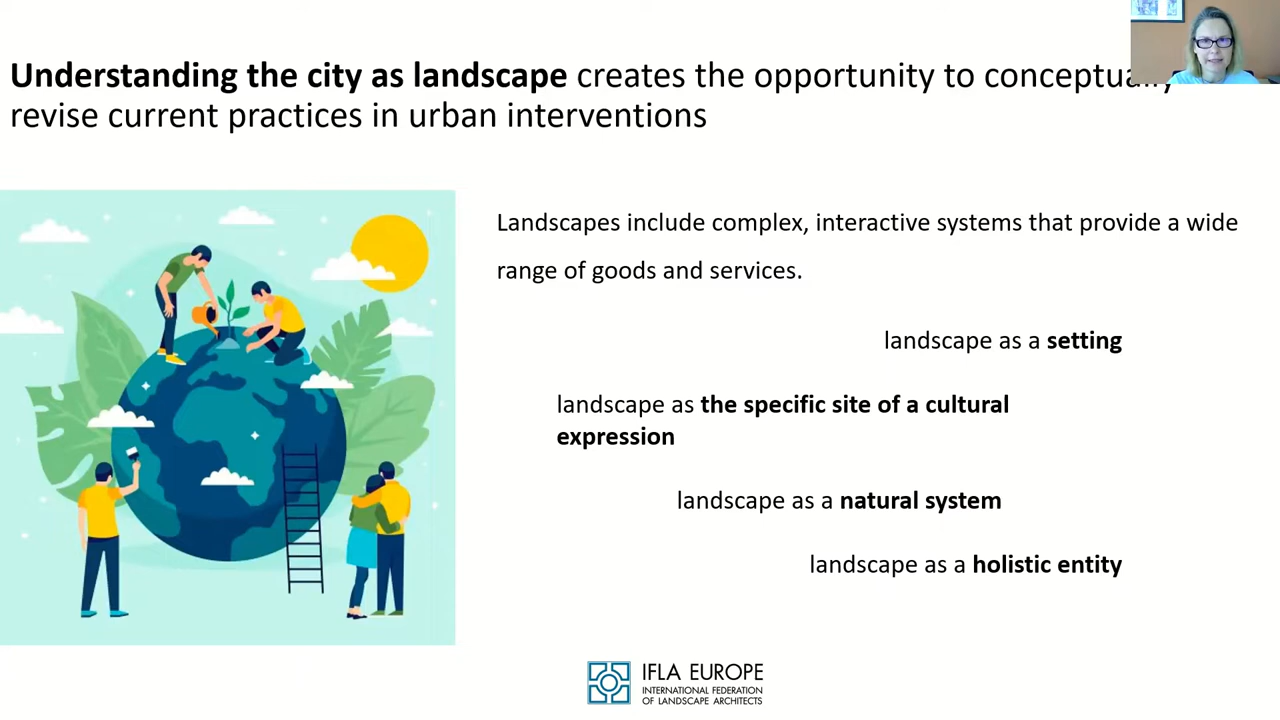 Understanding the city as landscape creates the opportunity to conceptually
revise current practices in urban interventions
Landscapes include complex, interactive systems that provide a wide
range of goods and services.
landscape as a setting
landscape as the specific site of a cultural
expression
landscape as a natural system
landscape as a holistic entity
IFLA EUROPE
INTERNATIONAL FEDERATION
OF LANDSCAPE ARCHITECTS